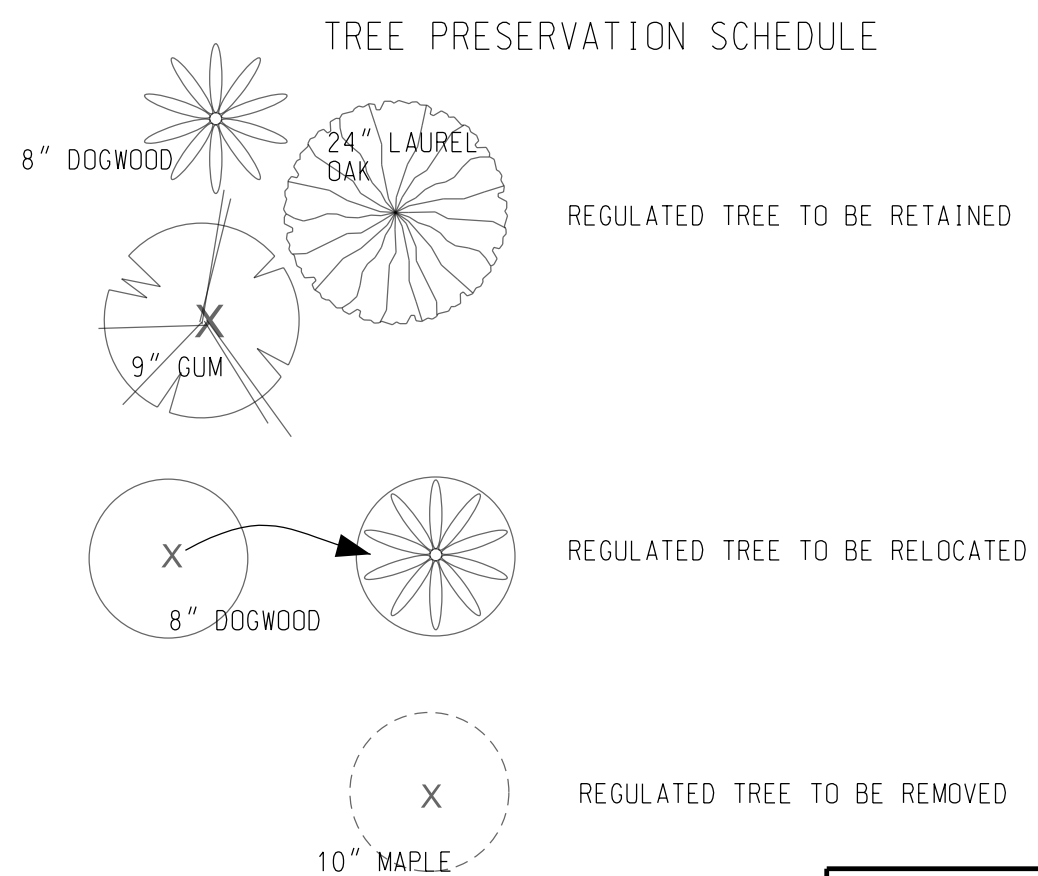 TREE PRESERVATION SCHEDULE
8" DOGWOOD
24" LAUREL
OAK
REGULATED TREE TO BE RETAINED
X
9" GUM
X
REGULATED TREE TO BE RELOCATED
8" DOGWOOD
X
REGULATED TREE TO BE REMOVED
10" MAPLE